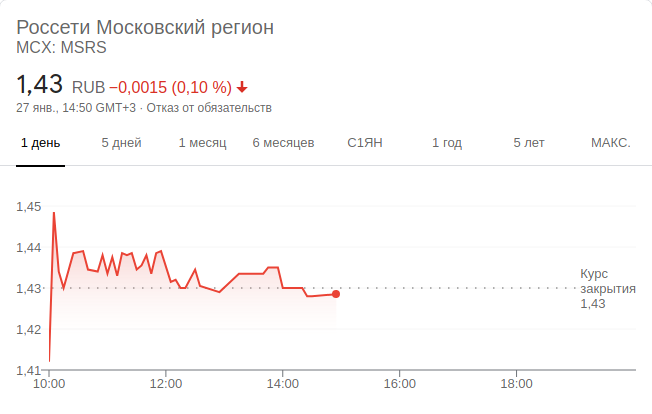 Россети Московский регион
MCX: MSRS
1,43 RUB −0,0015 (0,10 %)
27 янв., 14:50 GMT+3 · Отказ от обязательств
1 день 5 дней 1 месяц 6 месяцев С1ЯН 1 год 5 лет МАКС.
1,45
1,44
1,43
1,42
1,41
Курс
закрытия
1,43
10:00 12:00 14:00 16:00 18:00